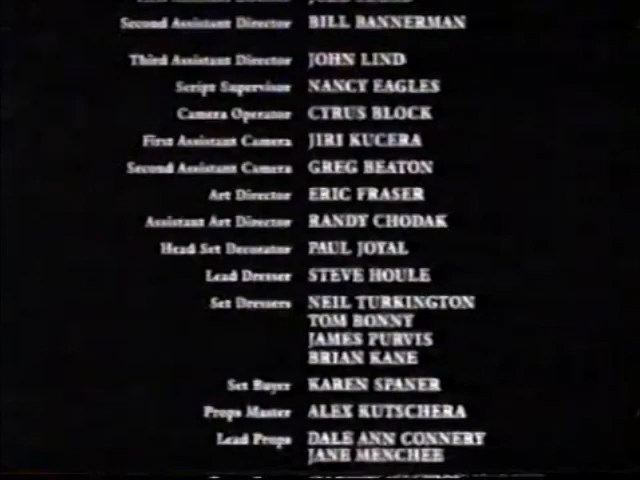 Second Assistant Director BILL BANNERMAN
Third Assistant Director JOHN LIND
Script Supervisor NANCY EAGLES
Camera Operator CYRUS BLOCK
First Assistant Camera JIRI KUCERA
Second Assistant Camera GREG BEATON
Art Director ERIC FRASER
Assistant Art Director RANDY CHODAK
Head Set Decorator PAUL JOYAL
Lead Dresser STEVE HOULE
Set Dressers NEIL TURKINGTON
TOM BONNY
JAMES PURVIS
BRIAN KANE
Set Buyer KAREN SPANER
Props Master ALEX KUTSCHERA
Lead Props DALE ANN CONNERY
JANE MENCHEE